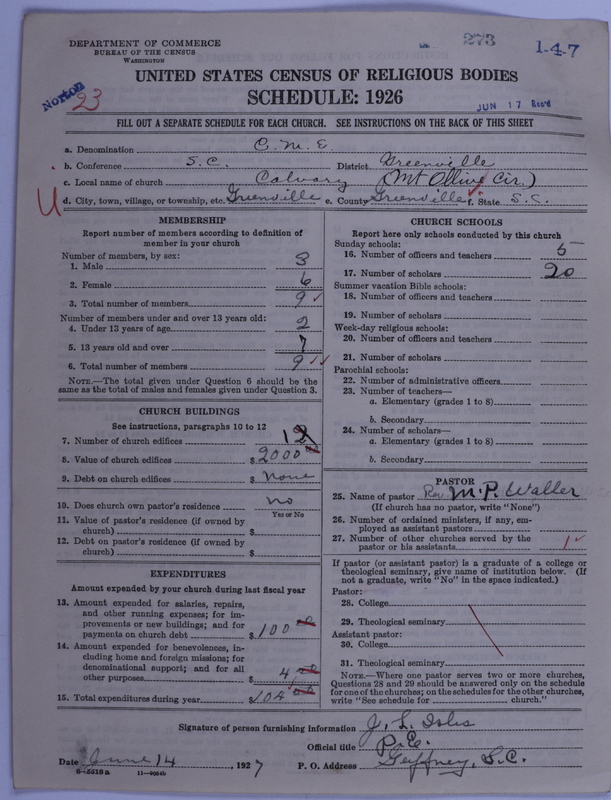 DEPARTMENT OF COMMERCE
BUREAU OF THE CENSUS
WASHINGTON
273
1-4-7
UNITED STATES CENSUS OF RELIGIOUS BODIES
SCHEDULE: 1926
Norton
23
JUN 17 Rec'd
FILL OUT A SEPARATE SCHEDULE FOR EACH CHURCH. SEE INSTRUCTIONS ON THE BACK OF THIS SHEET
a. Denomination C. M. E
b. Conference S. C. District Greenville
c. Local name of church Calvary (Mt Ollive Cir.)
d. City, town, village, or township, etc. Greenville e. County Greenville f. State S. C.
MEMBERSHIP
Report number of members according to definition of
member in your church
Number of members, by sex:
1. Male 3
2. Female 6
3. Total number of members 9
Number of members under and over 13 years old:
4. Under 13 years of age 2
5. 13 years old and over 7
6. Total number of members 9
NOTE.—The total given under Question 6 should be the
same as the total of males and females given under Question 3.
CHURCH BUILDINGS
See instructions, paragraphs 10 to 12
7. Number of church edifices 1
8. Value of church edifices $ 2000 00
9. Debt on church edifices $ none
10. Does church own pastor's residence no
Yes or No
11. Value of pastor's residence (if owned by
church) $
12. Debt on pastor's residence (if owned by
church) $
EXPENDITURES
Amount expended by your church during last fiscal year
13. Amount expended for salaries, repairs,
and other running expenses; for im-
provements or new buildings; and for
payments on church debt $ 100 00
14. Amount expended for benevolences, in-
cluding home and foreign missions; for
denominational support; and for all
other purposes $ 4.00
15. Total expenditures during year $ 104 00
CHURCH SCHOOLS
Report here only schools conducted by this church
Sunday schools:
16. Number of officers and teachers 5
17. Number of scholars 20
Summer vacation Bible schools:
18. Number of officers and teachers
19. Number of scholars
Week-day religious schools:
20. Number of officers and teachers
21. Number of scholars
Parochial schools:
22. Number of administrative officers
23. Number of teachers—
a. Elementary (grades 1 to 8)
b. Secondary
24. Number of scholars—
a. Elementary (grades 1 to 8)
b. Secondary
PASTOR
25. Name of pastor Rev M. P. Waller
(If church has no pastor, write "None")
26. Number of ordained ministers, if any, em-
ployed as assistant pastors
27. Number of other churches served by the
pastor or his assistants 1
If pastor (or assistant pastor) is a graduate of a college or
theological seminary, give name of institution below. (If
not a graduate, write "No" in the space indicated.)
Pastor:
28. College
29. Theological seminary
Assistant pastor:
30. College
31. Theological seminary
NOTE.—Where one pastor serves two or more churches,
Questions 28 and 29 should be answered only on the schedule
for one of the churches; on the schedules for the other churches,
write "See schedule for church."
Signature of person furnishing information J. L.
Official title P. E.
Date June 14, 1927 P. O. Address Gaffney, S. C.
8-5518a 11-9054b